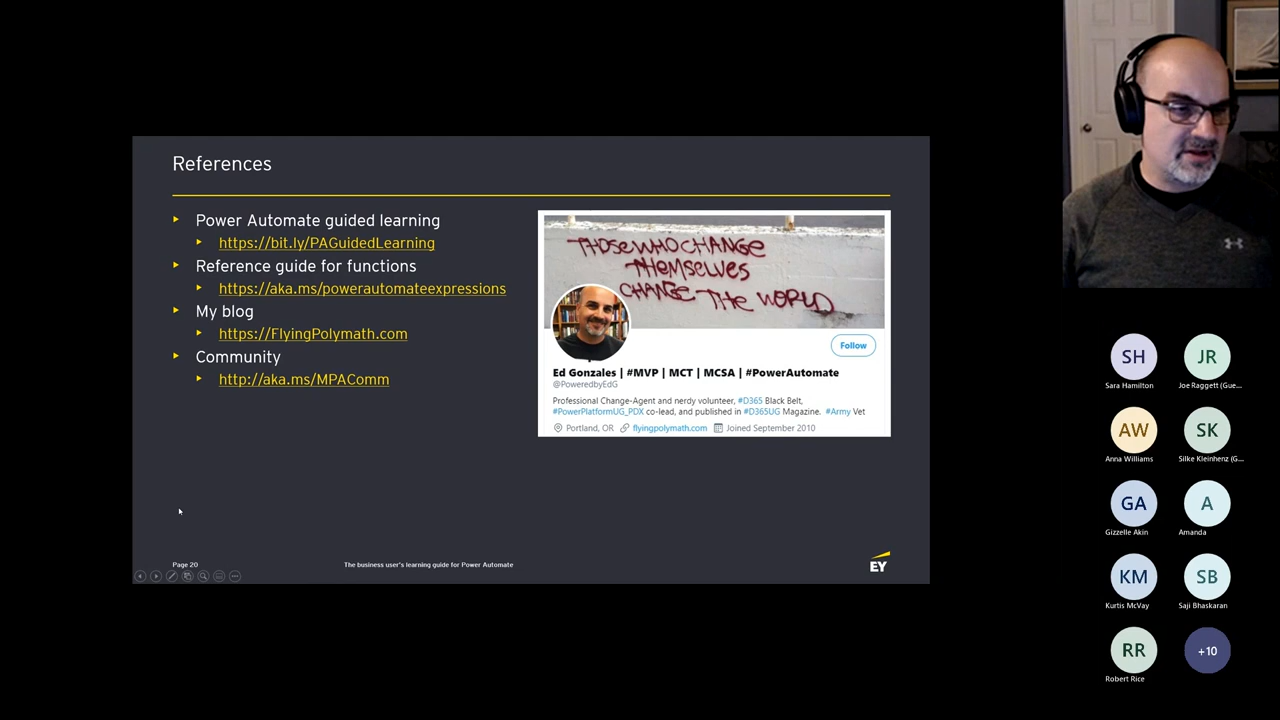 References
Power Automate guided learning
https://bit.ly/PAGuidedLearning
Reference guide for functions
https://aka.ms/powerautomateexpressions
My blog
https://FlyingPolymath.com
Community
http://aka.ms/MPAComm
THOSE WHO CHANGE
THEMSELVES
CHANGE THE WORLD
Follow
Ed Gonzales | #MVP | MCT | MCSA | #PowerAutomate
@PoweredbyEdG
Professional Change-Agent and nerdy volunteer, #D365 Black Belt,
#PowerPlatformUG_PDX co-lead, and published in #D365UG Magazine. #Army Vet
Portland, OR flyingpolymath.com Joined September 2010
Page 20 The business user's learning guide for Power Automate
EY
SH JR
Sara Hamilton Joe Raggett (Gue...
AW SK
Anna Williams Silke Kleinhenz (G...
GA A
Gizzelle Akin Amanda
KM SB
Kurtis McVay Saji Bhaskaran
RR +10
Robert Rice